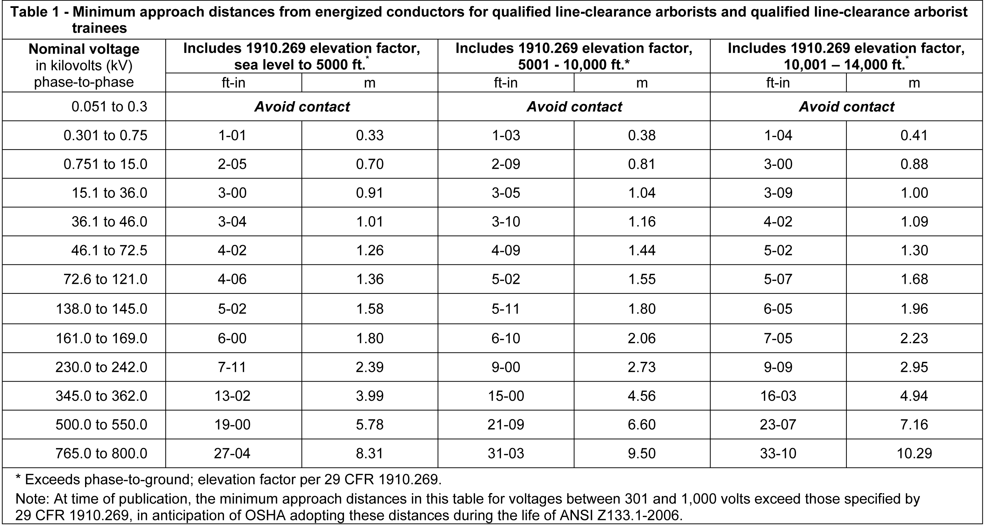 Table 1 - Minimum approach distances from energized conductors for qualified line-clearance arborists and qualified line-clearance arborist
trainees
Nominal voltage
in kilovolts (kV)
phase-to-phase
Includes 1910.269 elevation factor,
sea level to 5000 ft.*
Includes 1910.269 elevation factor,
5001 - 10,000 ft.*
Includes 1910.269 elevation factor,
10,001 – 14,000 ft.*
ft-in m ft-in m ft-in m
0.051 to 0.3 Avoid contact Avoid contact Avoid contact
0.301 to 0.75 1-01 0.33 1-03 0.38 1-04 0.41
0.751 to 15.0 2-05 0.70 2-09 0.81 3-00 0.88
15.1 to 36.0 3-00 0.91 3-05 1.04 3-09 1.00
36.1 to 46.0 3-04 1.01 3-10 1.16 4-02 1.09
46.1 to 72.5 4-02 1.26 4-09 1.44 5-02 1.30
72.6 to 121.0 4-06 1.36 5-02 1.55 5-07 1.68
138.0 to 145.0 5-02 1.58 5-11 1.80 6-05 1.96
161.0 to 169.0 6-00 1.80 6-10 2.06 7-05 2.23
230.0 to 242.0 7-11 2.39 9-00 2.73 9-09 2.95
345.0 to 362.0 13-02 3.99 15-00 4.56 16-03 4.94
500.0 to 550.0 19-00 5.78 21-09 6.60 23-07 7.16
765.0 to 800.0 27-04 8.31 31-03 9.50 33-10 10.29
* Exceeds phase-to-ground; elevation factor per 29 CFR 1910.269.
Note: At time of publication, the minimum approach distances in this table for voltages between 301 and 1,000 volts exceed those specified by
29 CFR 1910.269, in anticipation of OSHA adopting these distances during the life of ANSI Z133.1-2006.